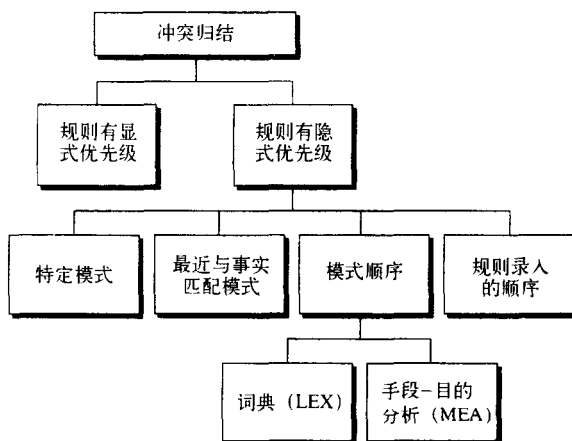 冲突归结
规则有显
式优先级
规则有隐
式优先级
特定模式
最近与事实
匹配模式
模式顺序
规则录入
的顺序
词典（LEX）
手段－目的
分析（MEA）